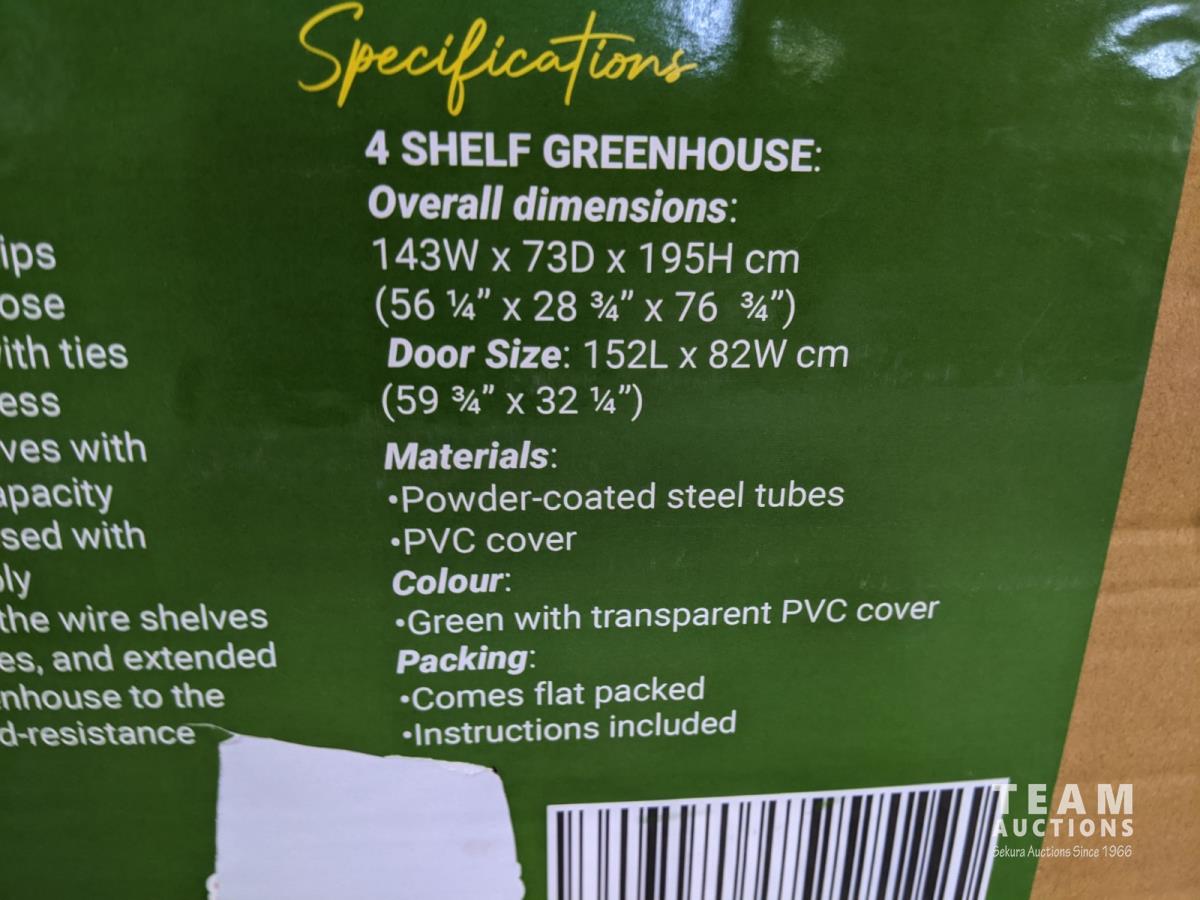 Specifications
4 SHELF GREENHOUSE:
Overall dimensions:
143W x 73D x 195H cm
(56 ¼” x 28 ¾” x 76 ¾”)
Door Size: 152L x 82W cm
(59 ¾” x 32 ¼”)
Materials:
•Powder-coated steel tubes
•PVC cover
Colour:
•Green with transparent PVC cover
Packing:
•Comes flat packed
•Instructions included
ips
ose
ith ties
ess
ves with
apacity
sed with
ly
the wire shelves
es, and extended
nhouse to the
d-resistance
TEAM
AUCTIONS
Sekura Auctions Since 1966